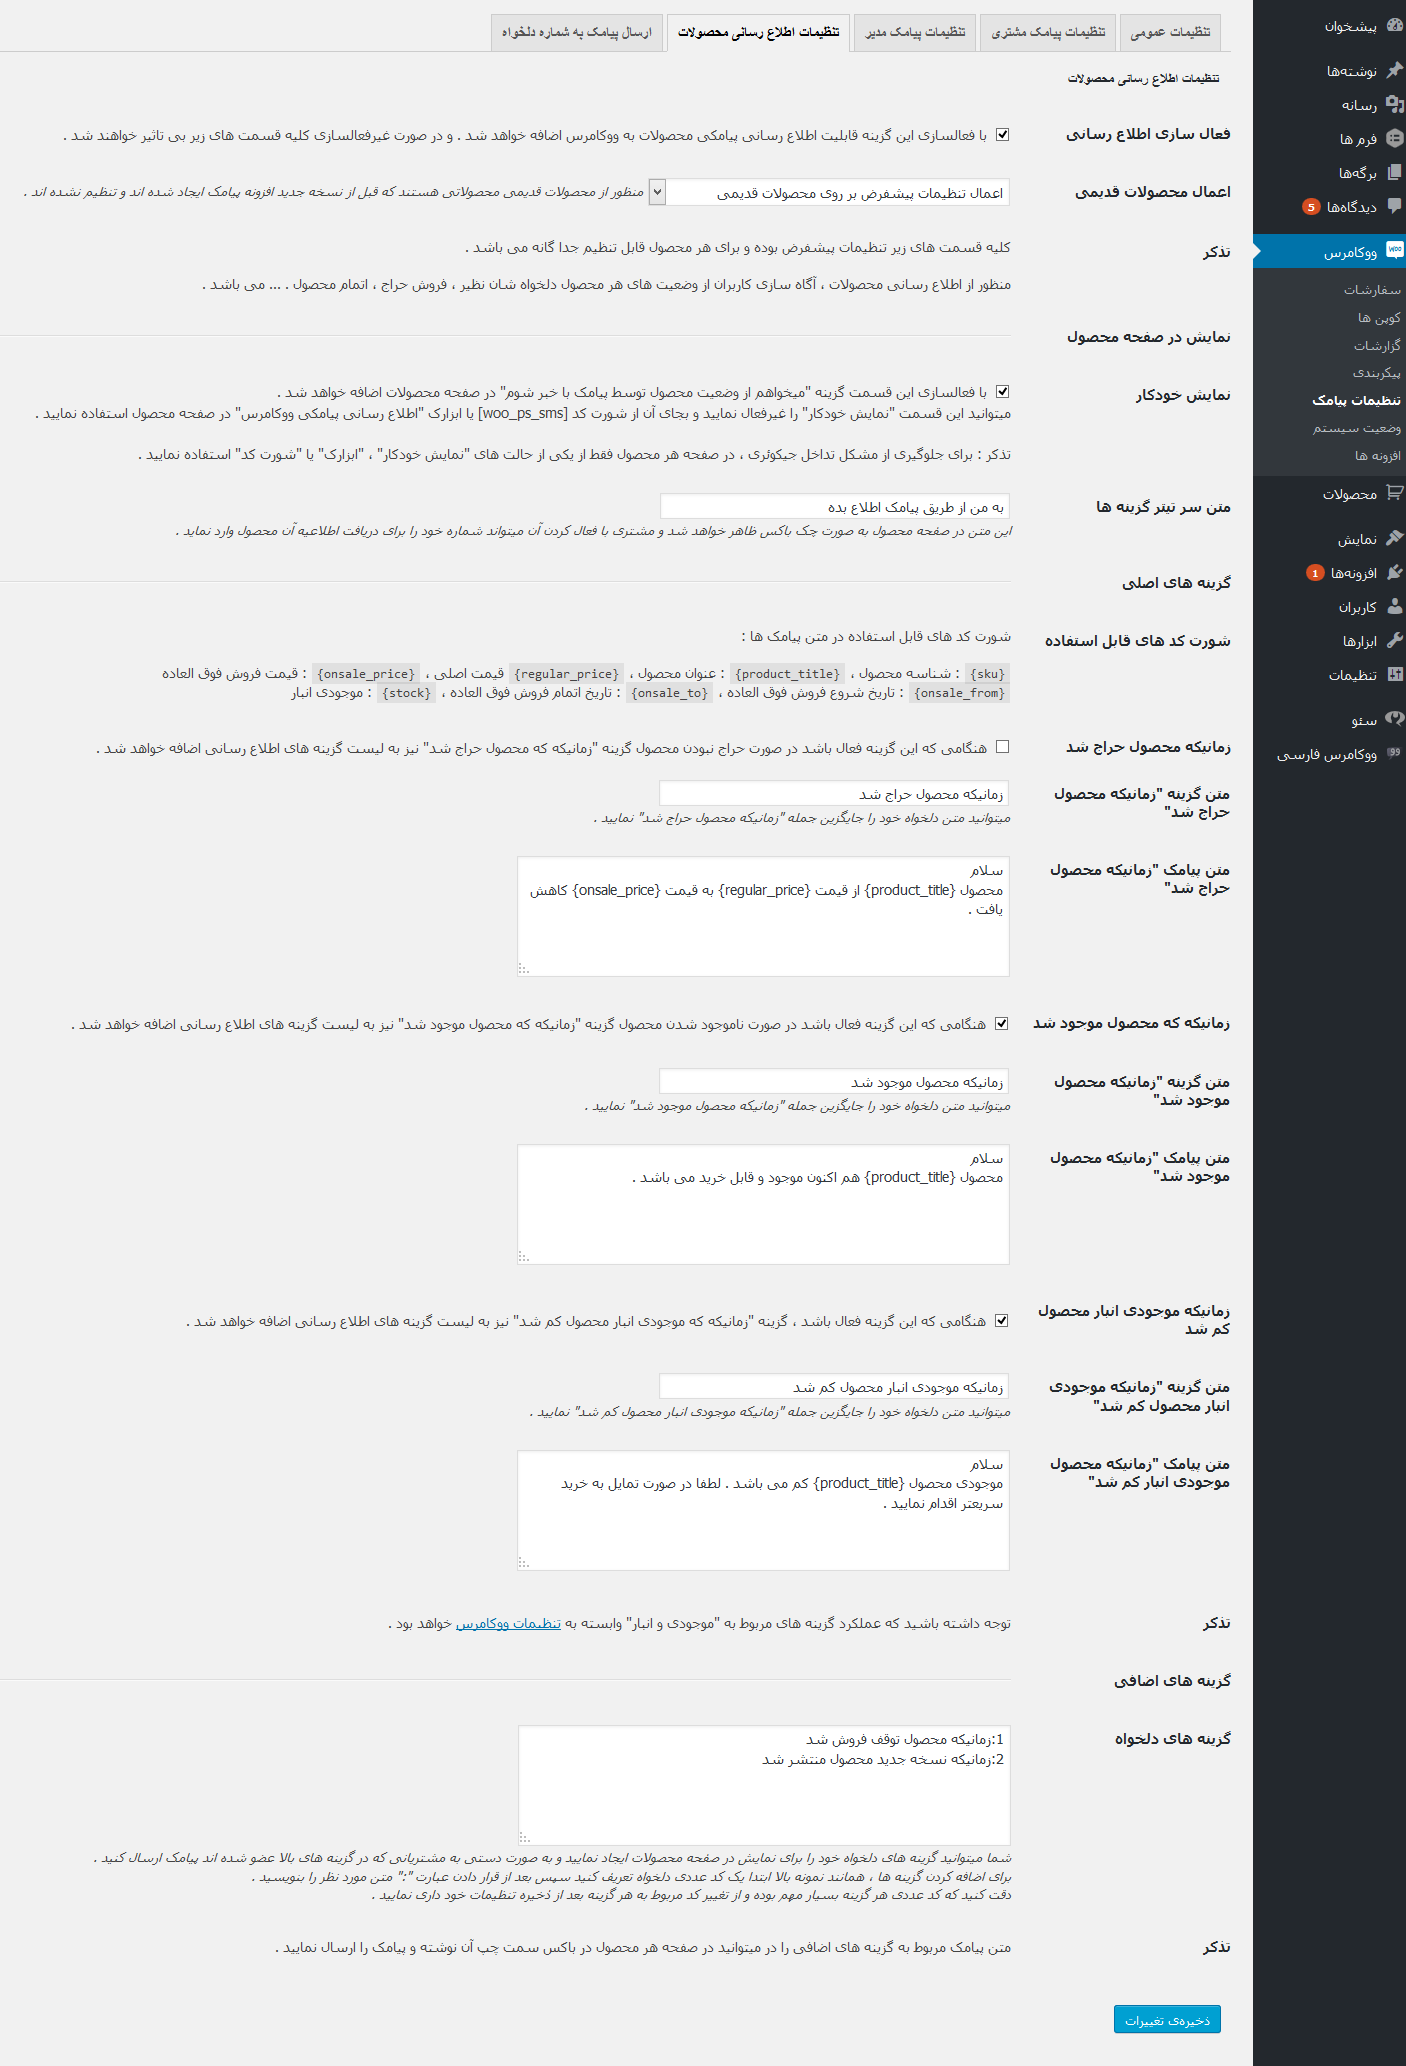 پیشخوان
نوشته‌ها
رسانه
فرم ها
برگه‌ها
دیدگاه‌ها 5
ووکامرس
سفارشات
کوپن ها
گزارشات
پیکربندی
تنظیمات پیامک
وضعیت سیستم
افزونه ها
محصولات
نمایش
افزونه‌ها 1
کاربران
ابزارها
تنظیمات
سئو
ووکامرس فارسی
تنظیمات عمومی
تنظیمات پیامک مشتری
تنظیمات پیامک مدیر
تنظیمات اطلاع رسانی محصولات
ارسال پیامک به شماره دلخواه
تنظیمات اطلاع رسانی محصولات
فعال سازی اطلاع رسانی
با فعالسازی این گزینه قابلیت اطلاع رسانی پیامکی محصولات به ووکامرس اضافه خواهد شد . و در صورت غیرفعالسازی کلیه قسمت های زیر بی تاثیر خواهند شد .
اعمال محصولات قدیمی
اعمال تنظیمات پیشفرض بر روی محصولات قدیمی
منظور از محصولات قدیمی محصولاتی هستند که قبل از نسخه جدید افزونه پیامک ایجاد شده اند و تنظیم نشده اند .
تذکر
کلیه قسمت های زیر تنظیمات پیشفرض بوده و برای هر محصول قابل تنظیم جدا گانه می باشد .
منظور از اطلاع رسانی محصولات ، آگاه سازی کاربران از وضعیت های هر محصول دلخواه شان نظیر ، فروش حراج ، اتمام محصول . ... می باشد .
نمایش در صفحه محصول
نمایش خودکار
با فعالسازی این قسمت گزینه "میخواهم از وضعیت محصول توسط پیامک با خبر شوم" در صفحه محصولات اضافه خواهد شد .
میتوانید این قسمت "نمایش خودکار" را غیرفعال نمایید و بجای آن از شورت کد [woo_ps_sms] یا ابزارک "اطلاع رسانی پیامکی ووکامرس" در صفحه محصول استفاده نمایید .
تذکر : برای جلوگیری از مشکل تداخل جیکوئری ، در صفحه هر محصول فقط از یکی از حالت های "نمایش خودکار" ، "ابزارک" یا "شورت کد" استفاده نمایید .
متن سر تیتر گزینه ها
به من از طریق پیامک اطلاع بده
این متن در صفحه محصول به صورت چک باکس ظاهر خواهد شد و مشتری با فعال کردن آن میتواند شماره خود را برای دریافت اطلاعیه آن محصول وارد نماید .
گزینه های اصلی
شورت کد های قابل استفاده
شورت کد های قابل استفاده در متن پیامک ها :
{sku} : شناسه محصول ، {product_title} : عنوان محصول ، {regular_price} قیمت اصلی ، {onsale_price} : قیمت فروش فوق العاده
{onsale_from} : تاریخ شروع فروش فوق العاده ، {onsale_to} : تاریخ اتمام فروش فوق العاده ، {stock} : موجودی انبار
زمانیکه محصول حراج شد
هنگامی که این گزینه فعال باشد در صورت حراج نبودن محصول گزینه "زمانیکه که محصول حراج شد" نیز به لیست گزینه های اطلاع رسانی اضافه خواهد شد .
متن گزینه "زمانیکه محصول
حراج شد"
زمانیکه محصول حراج شد
میتوانید متن دلخواه خود را جایگزین جمله "زمانیکه محصول حراج شد" نمایید .
متن پیامک "زمانیکه محصول
حراج شد"
سلام
محصول {product_title} از قیمت {regular_price} به قیمت {onsale_price} کاهش
یافت .
زمانیکه که محصول موجود شد
هنگامی که این گزینه فعال باشد در صورت ناموجود شدن محصول گزینه "زمانیکه که محصول موجود شد" نیز به لیست گزینه های اطلاع رسانی اضافه خواهد شد .
متن گزینه "زمانیکه محصول
موجود شد"
زمانیکه محصول موجود شد
میتوانید متن دلخواه خود را جایگزین جمله "زمانیکه محصول موجود شد" نمایید .
متن پیامک "زمانیکه محصول
موجود شد"
سلام
محصول {product_title} هم اکنون موجود و قابل خرید می باشد .
زمانیکه موجودی انبار محصول
کم شد
هنگامی که این گزینه فعال باشد ، گزینه "زمانیکه که موجودی انبار محصول کم شد" نیز به لیست گزینه های اطلاع رسانی اضافه خواهد شد .
متن گزینه "زمانیکه موجودی
انبار محصول کم شد"
زمانیکه موجودی انبار محصول کم شد
میتوانید متن دلخواه خود را جایگزین جمله "زمانیکه موجودی انبار محصول کم شد" نمایید .
متن پیامک "زمانیکه محصول
موجودی انبار کم شد"
سلام
موجودی محصول {product_title} کم می باشد . لطفا در صورت تمایل به خرید
سریعتر اقدام نمایید .
تذکر
توجه داشته باشید که عملکرد گزینه های مربوط به "موجودی و انبار" وابسته به تنظیمات ووکامرس خواهد بود .
گزینه های اضافی
گزینه های دلخواه
1:زمانیکه محصول توقف فروش شد
2:زمانیکه نسخه جدید محصول منتشر شد
شما میتوانید گزینه های دلخواه خود را برای نمایش در صفحه محصولات ایجاد نمایید و به صورت دستی به مشتریانی که در گزینه های بالا عضو شده اند پیامک ارسال کنید .
برای اضافه کردن گزینه ها ، همانند نمونه بالا ابتدا یک کد عددی دلخواه تعریف کنید سپس بعد از قرار دادن عبارت ":" متن مورد نظر را بنویسید .
دقت کنید که کد عددی هر گزینه بسیار مهم بوده و از تغییر کد مربوط به هر گزینه بعد از ذخیره تنظیمات خود داری نمایید .
تذکر
متن پیامک مربوط به گزینه های اضافی را در میتوانید در صفحه هر محصول در باکس سمت چپ آن نوشته و پیامک را ارسال نمایید .
ذخیره‌ی تغییرات